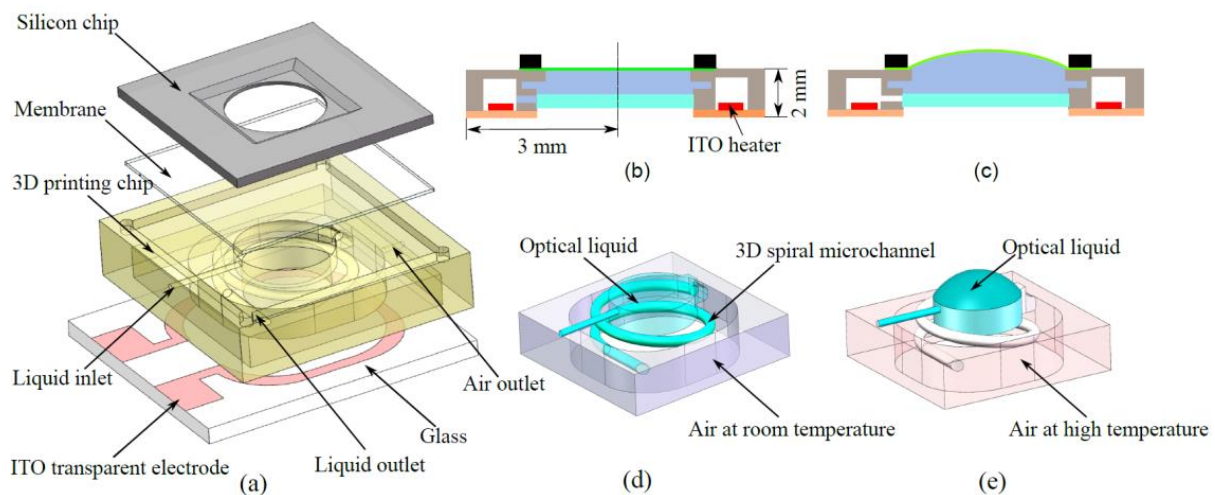 Silicon chip
Membrane
3D printing chip
Liquid inlet
ITO transparent electrode
Liquid outlet
Glass
Air outlet
(a)
3 mm
2 mm
ITO heater
(b)
(c)
Optical liquid
3D spiral microchannel
Air at room temperature
(d)
Optical liquid
Air at high temperature
(e)